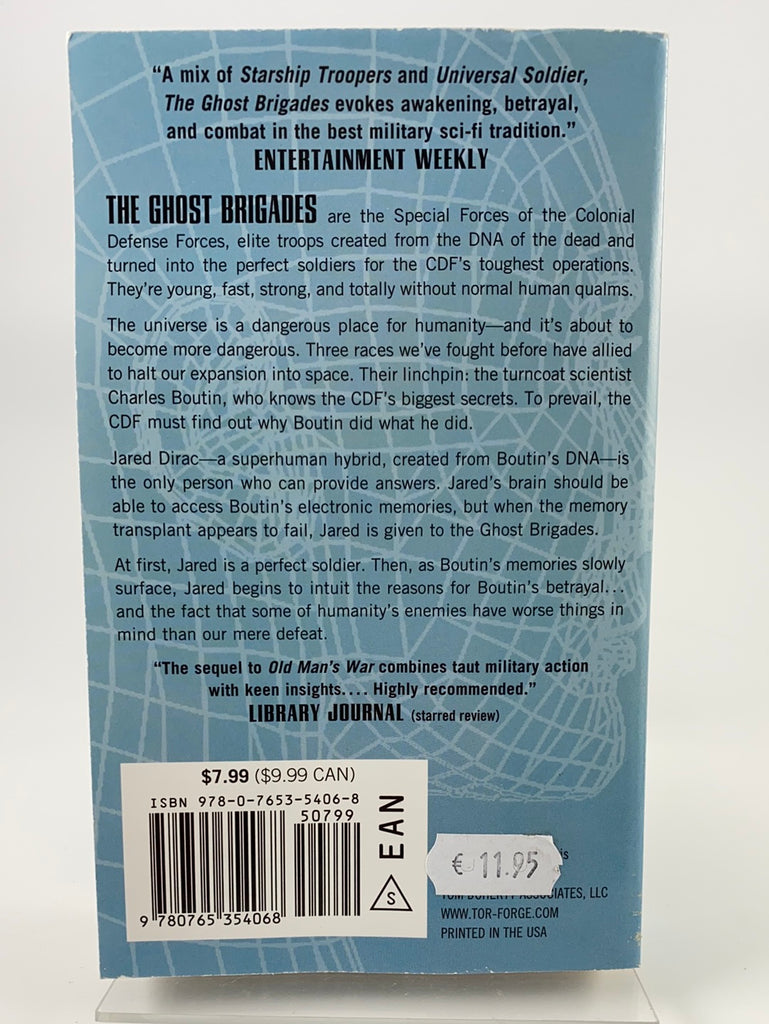 “A mix of Starship Troopers and Universal Soldier,
The Ghost Brigades evokes awakening, betrayal,
and combat in the best military sci-fi tradition.”
ENTERTAINMENT WEEKLY
THE GHOST BRIGADES are the Special Forces of the Colonial
Defense Forces, elite troops created from the DNA of the dead and
turned into the perfect soldiers for the CDF’s toughest operations.
They’re young, fast, strong, and totally without normal human qualms.
The universe is a dangerous place for humanity—and it’s about to
become more dangerous. Three races we’ve fought before have allied
to halt our expansion into space. Their linchpin: the turncoat scientist
Charles Boutin, who knows the CDF’s biggest secrets. To prevail, the
CDF must find out why Boutin did what he did.
Jared Dirac—a superhuman hybrid, created from Boutin’s DNA—is
the only person who can provide answers. Jared’s brain should be
able to access Boutin’s electronic memories, but when the memory
transplant appears to fail, Jared is given to the Ghost Brigades.
At first, Jared is a perfect soldier. Then, as Boutin’s memories slowly
surface, Jared begins to intuit the reasons for Boutin’s betrayal...
and the fact that some of humanity’s enemies have worse things in
mind than our mere defeat.
“The sequel to Old Man’s War combines taut military action
with keen insights.... Highly recommended.”
LIBRARY JOURNAL (starred review)
$7.99 ($9.99 CAN)
ISBN 978-0-7653-5406-8
50799
9 780765 354068
EAN
S
€ 11.95
TOM DOHERTY ASSOCIATES, LLC
WWW.TOR-FORGE.COM
PRINTED IN THE USA